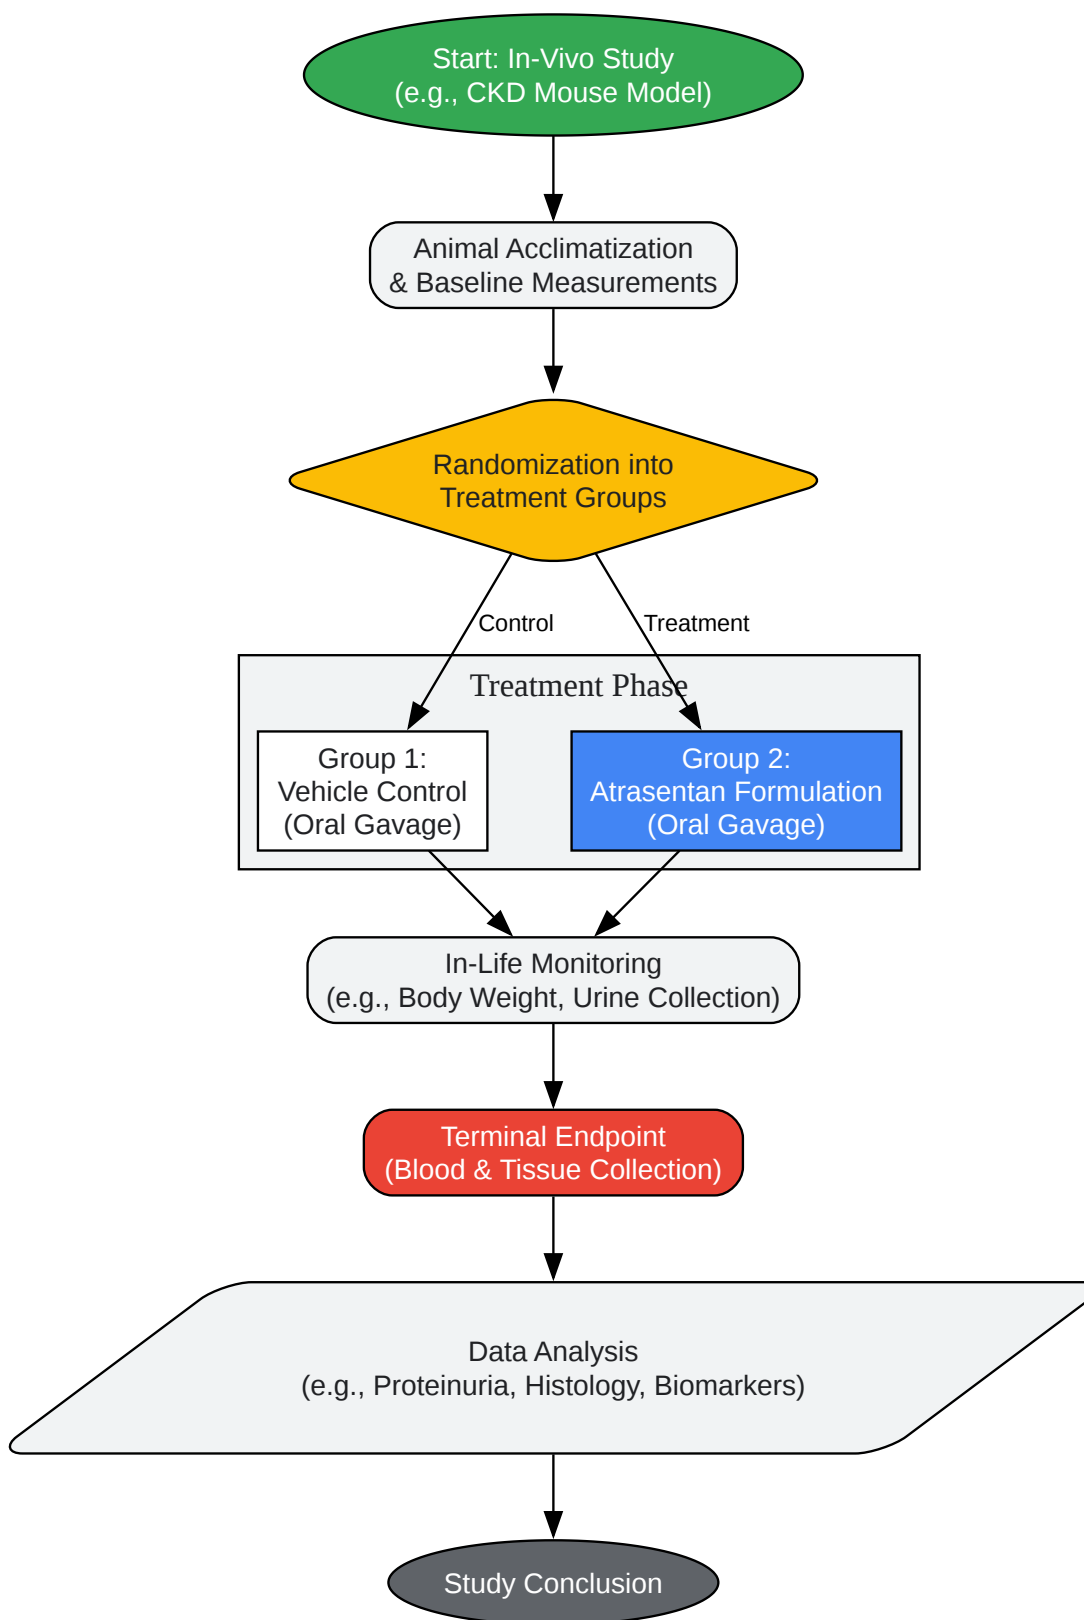 Start: In-Vivo Study
(e.g., CKD Mouse Model)
Animal Acclimatization
& Baseline Measurements
Randomization into
Treatment Groups
Control
Treatment
Treatment Phase
Group 1:
Vehicle Control
(Oral Gavage)
Group 2:
Atrasentan Formulation
(Oral Gavage)
In-Life Monitoring
(e.g., Body Weight, Urine Collection)
Terminal Endpoint
(Blood & Tissue Collection)
Data Analysis
(e.g., Proteinuria, Histology, Biomarkers)
Study Conclusion